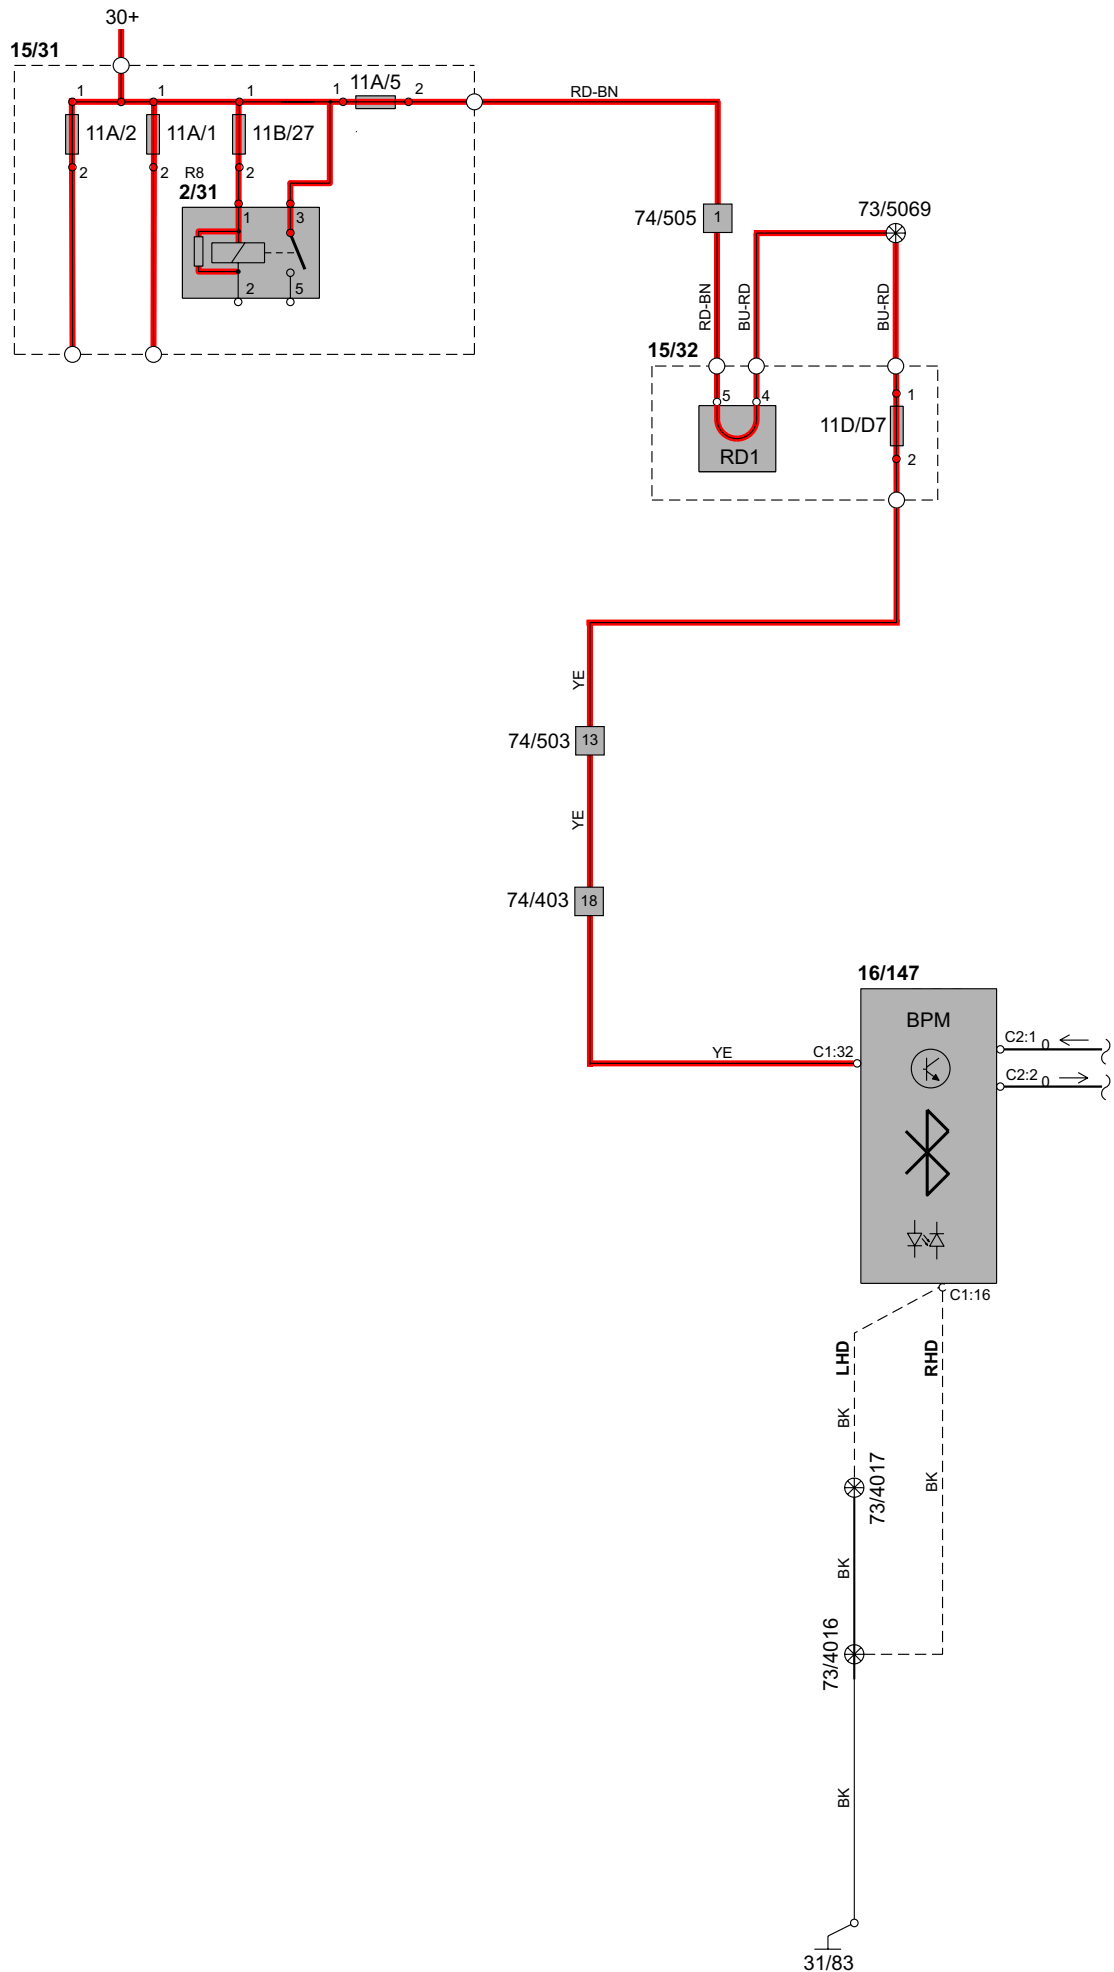 30+
15/31
1 1 1 1 11A/5 2 RD-BN
11A/2 11A/1 11B/27
2 2 R8 2
2/31
1 3
2 5
74/505 1 73/5069
RD-BN BU-RD BU-RD
15/32
5 4 1
11D/D7
RD1 2
YE
74/503 13
YE
74/403 18
16/147
BPM
YE C1:32 C2:1 0
C2:2 0
C1:16
LHD RHD
BK
73/4017
BK
BK
73/4016
BK
31/83